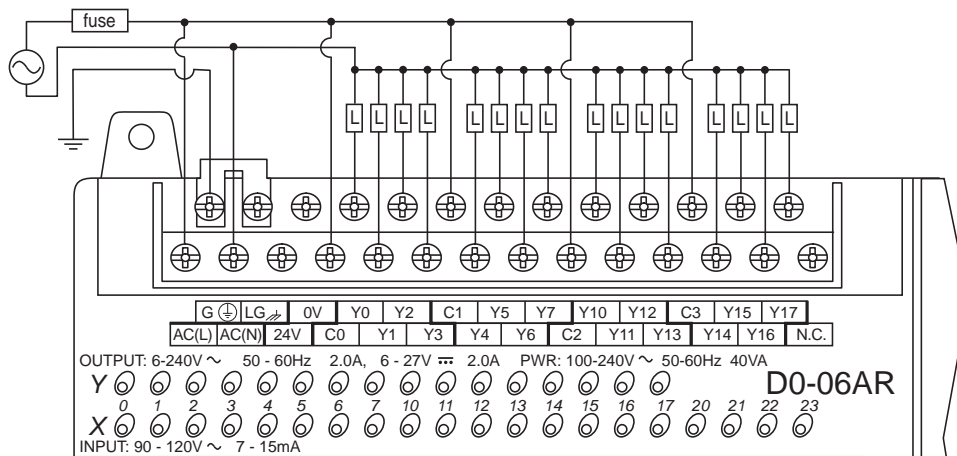 fuse
L L L L L L L L L L L L L L L
G LG 0V Y0 Y2 C1 Y5 Y7 Y10 Y12 C3 Y15 Y17
AC(L) AC(N) 24V C0 Y1 Y3 Y4 Y6 C2 Y11 Y13 Y14 Y16 N.C.
OUTPUT: 6-240V ~ 50 - 60Hz 2.0A, 6 - 27V ⎓ 2.0A PWR: 100-240V ~ 50-60Hz 40VA
Y D0-06AR
0 1 2 3 4 5 6 7 10 11 12 13 14 15 16 17 20 21 22 23
X
INPUT: 90 - 120V ~ 7 - 15mA